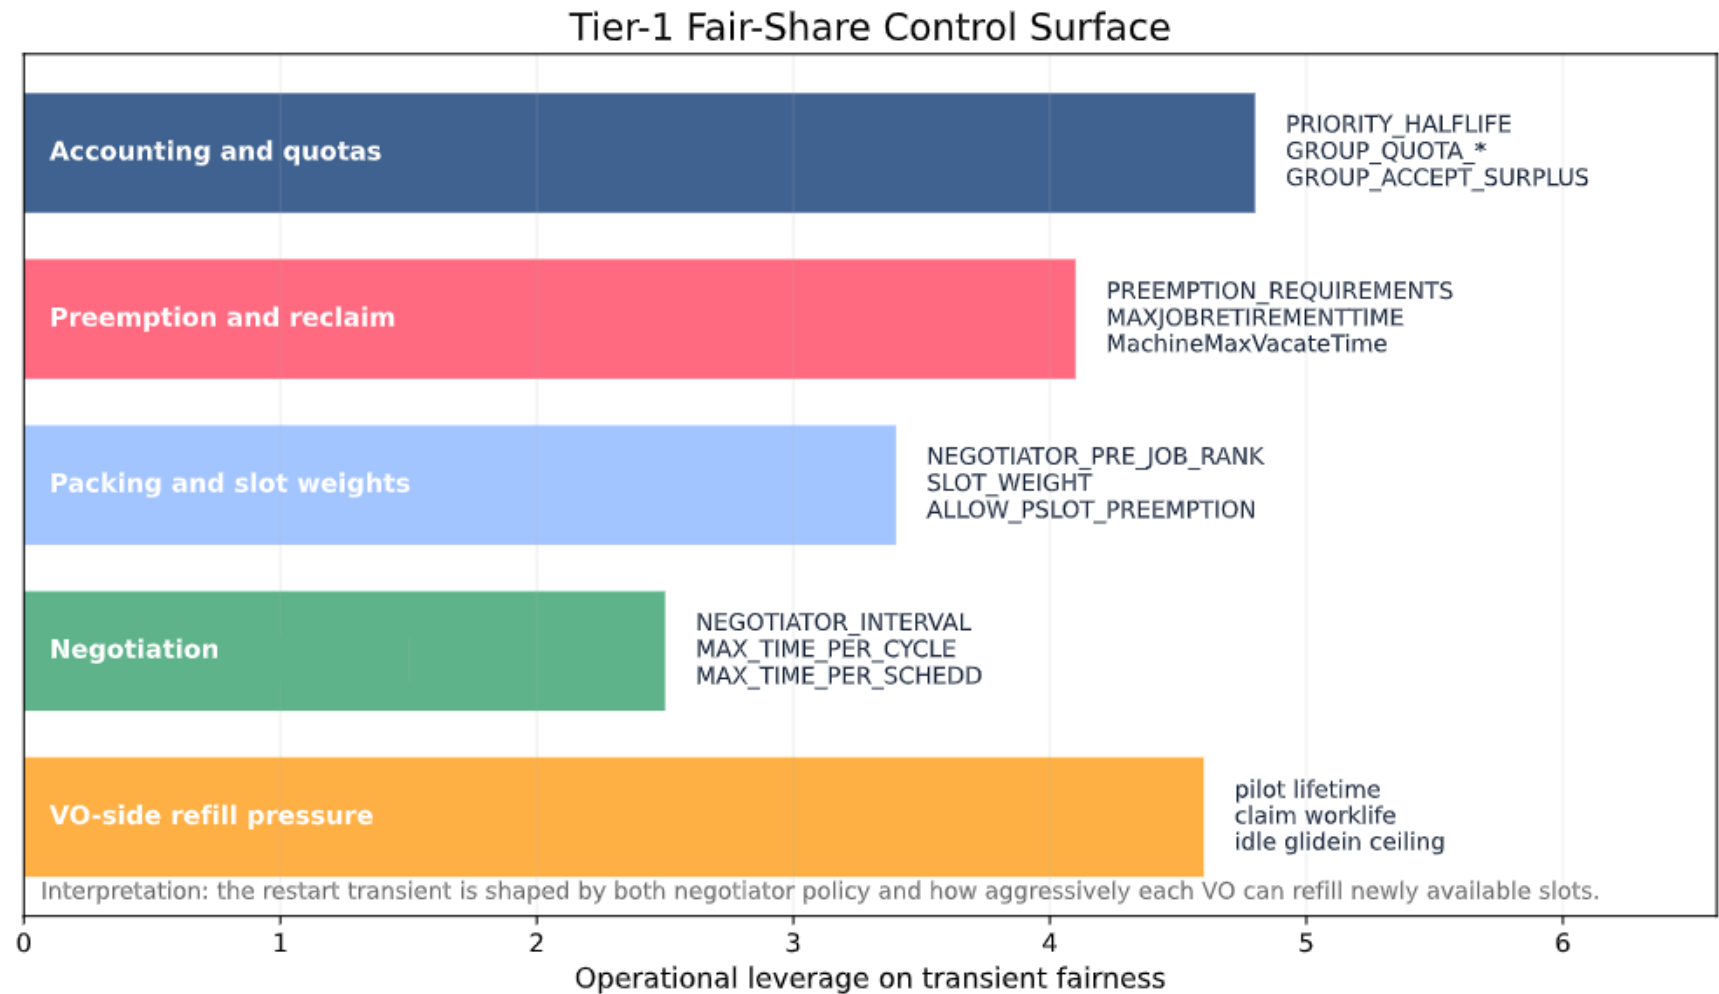 Tier-1 Fair-Share Control Surface
Accounting and quotas
PRIORITY_HALFLIFE
GROUP_QUOTA_*
GROUP_ACCEPT_SURPLUS
Preemption and reclaim
PREEMPTION_REQUIREMENTS
MAXJOBRETIREMENTTIME
MachineMaxVacateTime
Packing and slot weights
NEGOTIATOR_PRE_JOB_RANK
SLOT_WEIGHT
ALLOW_PSLOT_PREEMPTION
Negotiation
NEGOTIATOR_INTERVAL
MAX_TIME_PER_CYCLE
MAX_TIME_PER_SCHEDD
VO-side refill pressure
pilot lifetime
claim worklife
idle glidein ceiling
Interpretation: the restart transient is shaped by both negotiator policy and how aggressively each VO can refill newly available slots.
0 1 2 3 4 5 6
Operational leverage on transient fairness